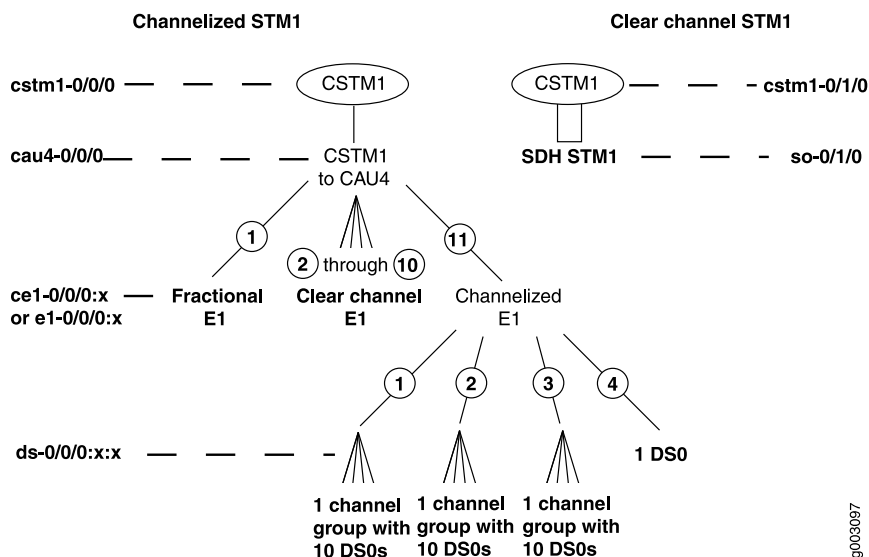 Channelized STM1
Clear channel STM1
cstm1-0/0/0
CSTM1
CSTM1
cstm1-0/1/0
cau4-0/0/0
CSTM1
to CAU4
SDH STM1
so-0/1/0
1
11
2 through 10
ce1-0/0/0:x
or e1-0/0/0:x
Fractional
E1
Clear channel
E1
Channelized
E1
1
2
3
4
ds-0/0/0:x:x
1 DS0
1 channel
group with
10 DS0s
1 channel
group with
10 DS0s
1 channel
group with
10 DS0s
g003097